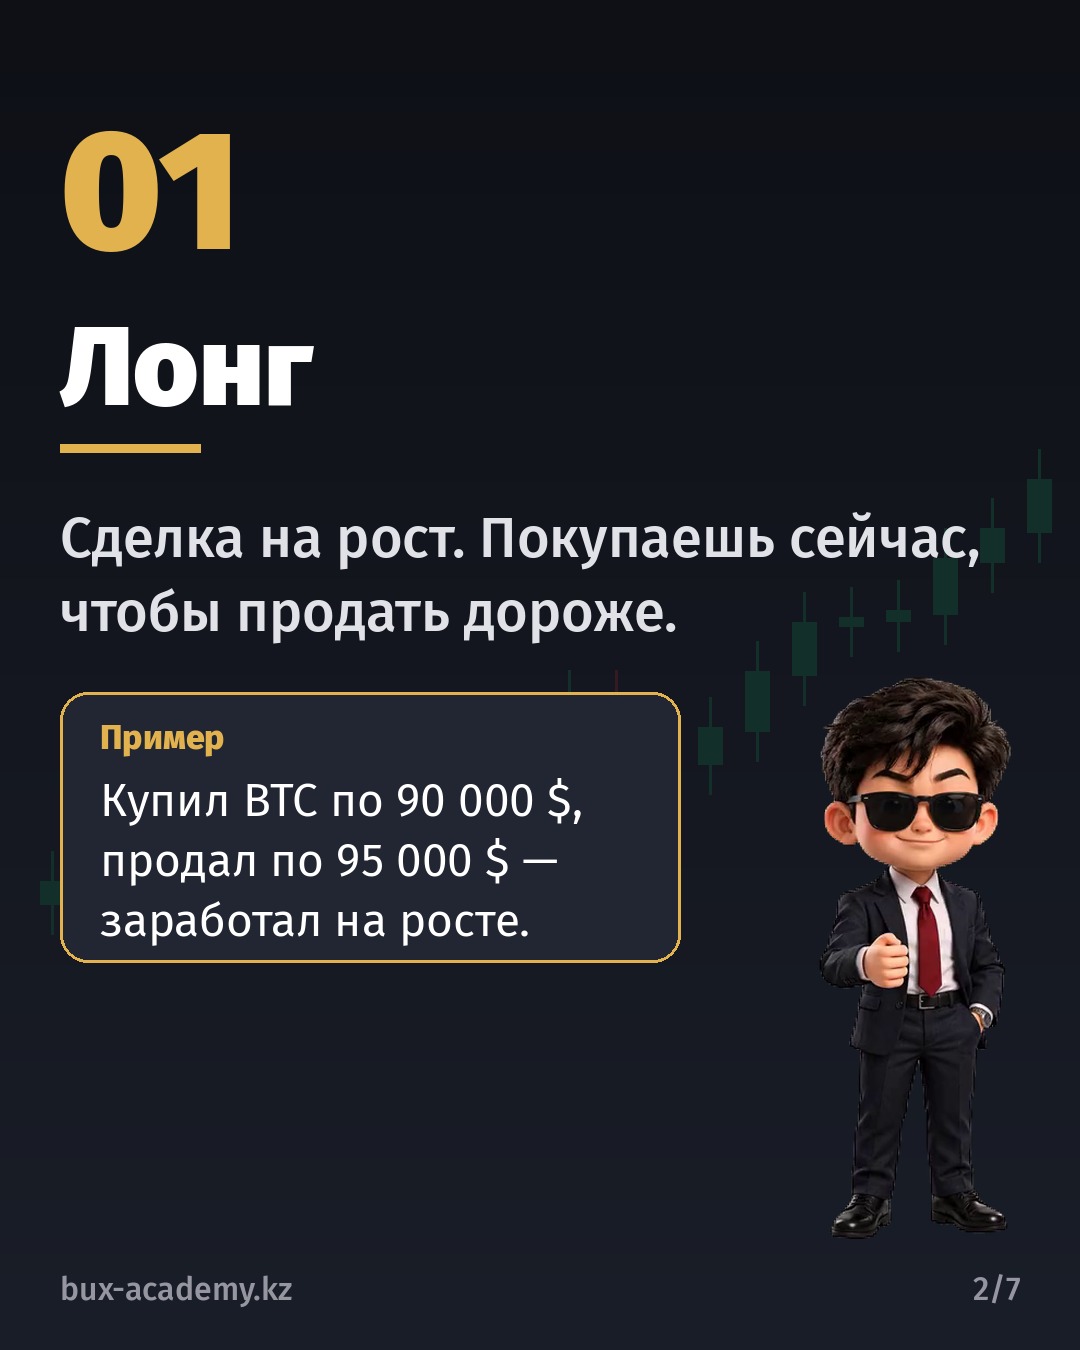 01
Лонг
Сделка на рост. Покупаешь сейчас,
чтобы продать дороже.
Пример
Купил BTC по 90 000 $,
продал по 95 000 $ —
заработал на росте.
bux-academy.kz
2/7